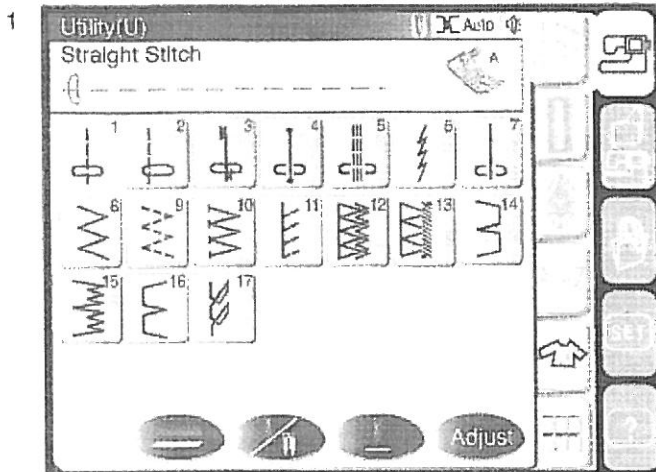 1
Utility(U)
Auto
Straight Stitch
A
1 2 3 4 5 6 7
8 9 10 11 12 13 14
15 16 17
Adjust
SET
?